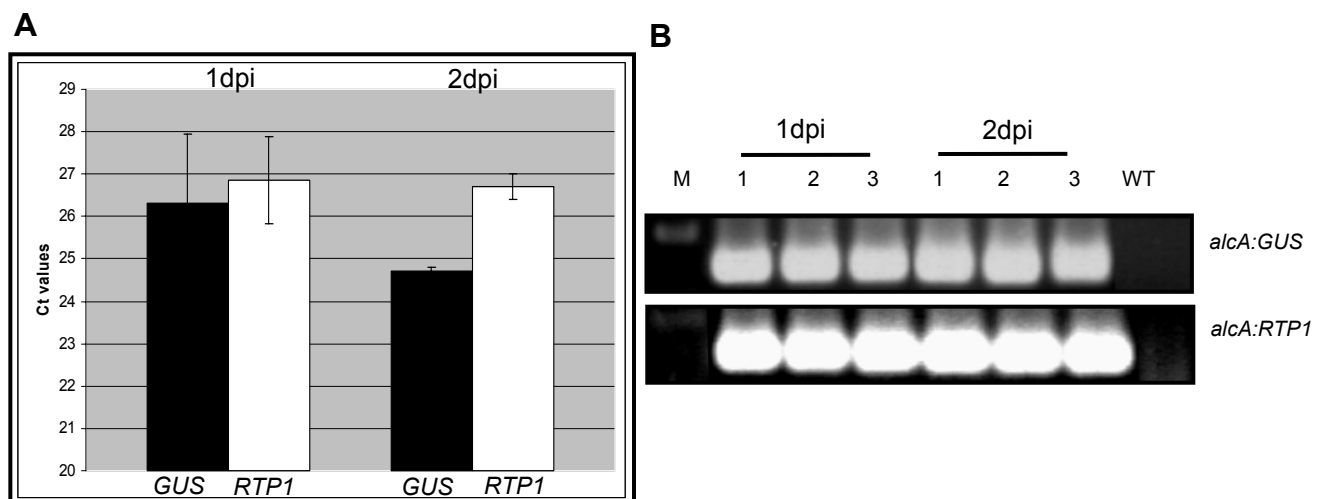 A
1dpi 2dpi
29
28
27
26
25
24
23
22
21
20
Ct values
GUS RTP1 GUS RTP1
B
1dpi 2dpi
M 1 2 3 1 2 3 WT
alcA:GUS
alcA:RTP1